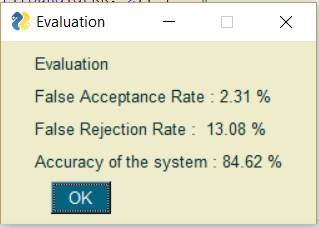 Evaluation
Evaluation
False Acceptance Rate : 2.31 %
False Rejection Rate :  13.08 %
Accuracy of the system : 84.62 %
OK